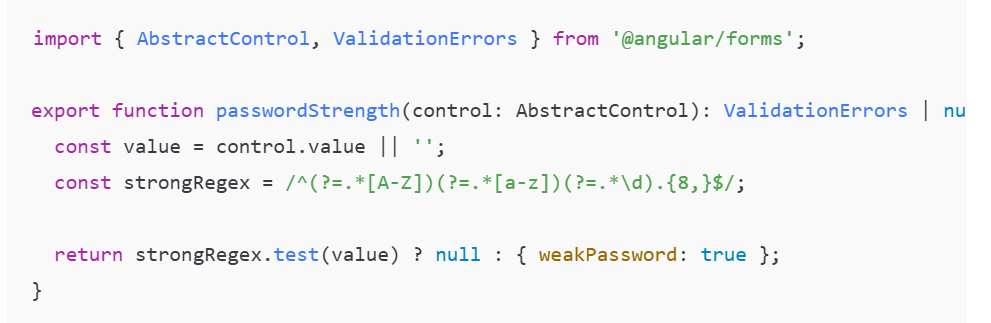 import { AbstractControl, ValidationErrors } from '@angular/forms';
export function passwordStrength(control: AbstractControl): ValidationErrors | nu
const value = control.value || '';
const strongRegex = /^(?=.*[A-Z])(?=.*[a-z])(?=.*\d).{8,}$/;
return strongRegex.test(value) ? null : { weakPassword: true };
}